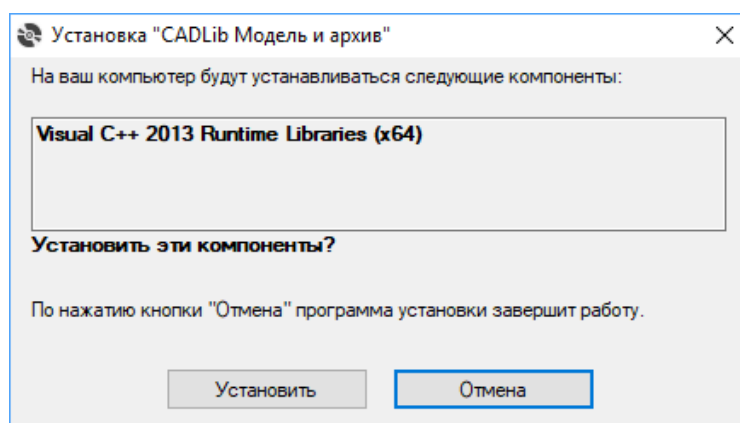 Установка "CADLib Модель и архив"
На ваш компьютер будут устанавливаться следующие компоненты:
Visual C++ 2013 Runtime Libraries (x64)
Установить эти компоненты?
По нажатию кнопки "Отмена" программа установки завершит работу.
Установить Отмена